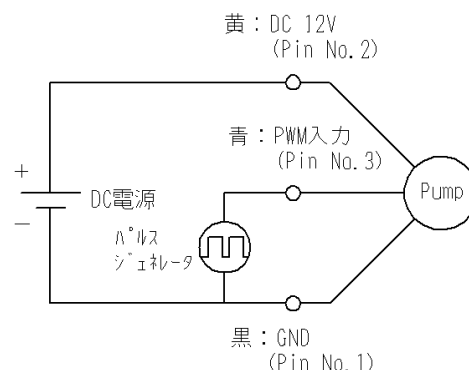 黄：DC 12V
(Pin No.2)
青：PWM入力
(Pin No.3)
Pump
+
−
DC電源
ﾊﾟﾙｽ
ｼﾞｪﾈﾚｰﾀ
黒：GND
(Pin No.1)